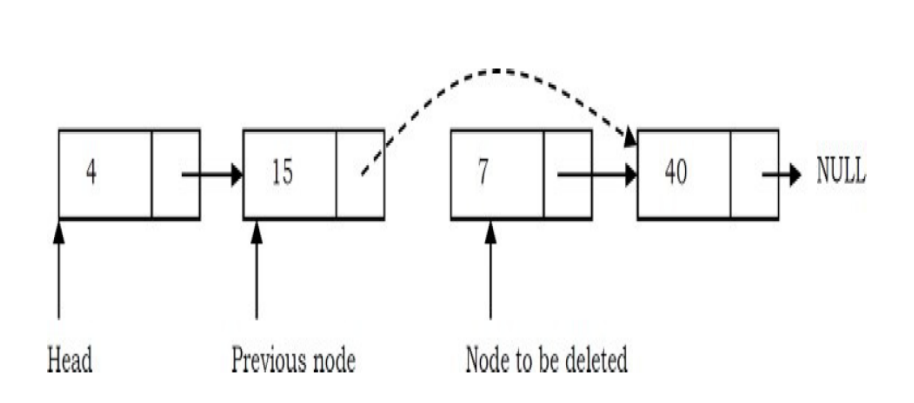 4 15 7 40 NULL
Head Previous node Node to be deleted